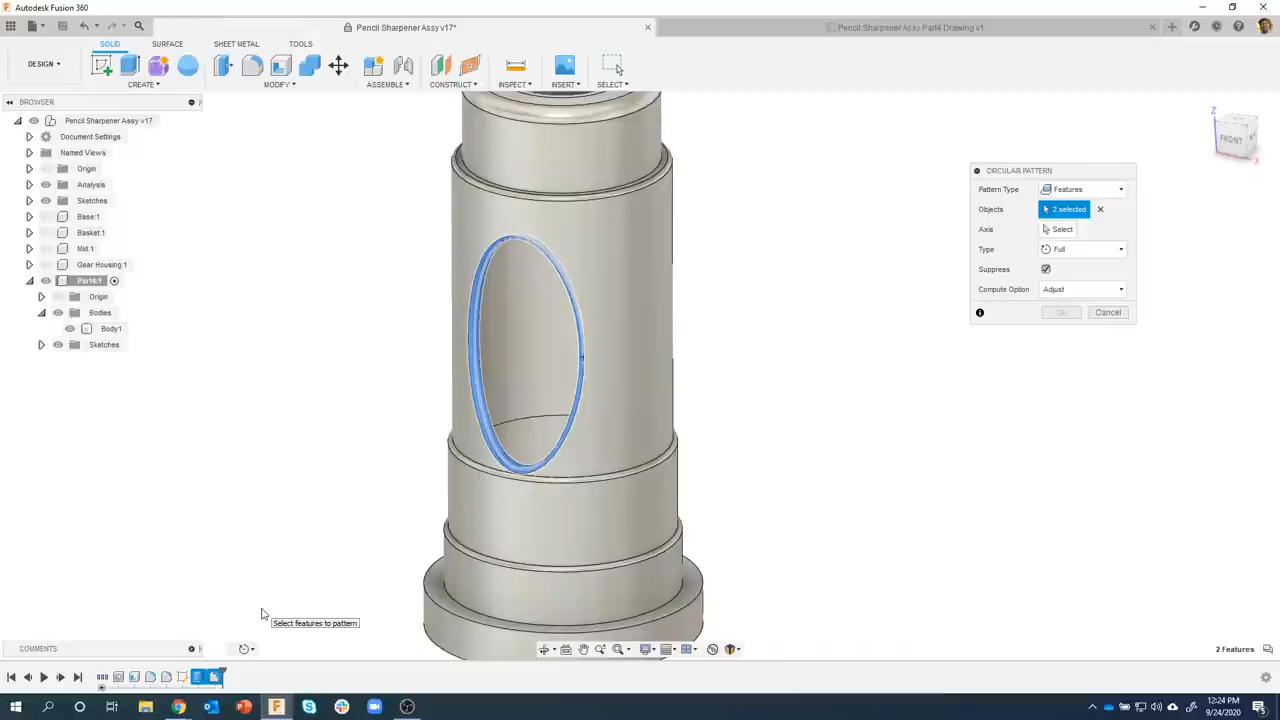 Autodesk Fusion 360
Pencil Sharpener Assy v17*
Pencil Sharpener Assy Part4 Drawing v1
SOLID
SURFACE
SHEET METAL
TOOLS
DESIGN
CREATE
MODIFY
ASSEMBLE
CONSTRUCT
INSPECT
INSERT
SELECT
BROWSER
Pencil Sharpener Assy v17
Document Settings
Named Views
Origin
Analysis
Sketches
Base:1
Basket:1
Mid:1
Gear Housing:1
Part4:1
Origin
Bodies
Body1
Sketches
Z
FRONT
X
CIRCULAR PATTERN
Pattern Type Features
Objects 2 selected
Axis Select
Type Full
Suppress
Compute Option Adjust
OK Cancel
Select features to pattern
COMMENTS
2 Features
12:24 PM
9/24/2020